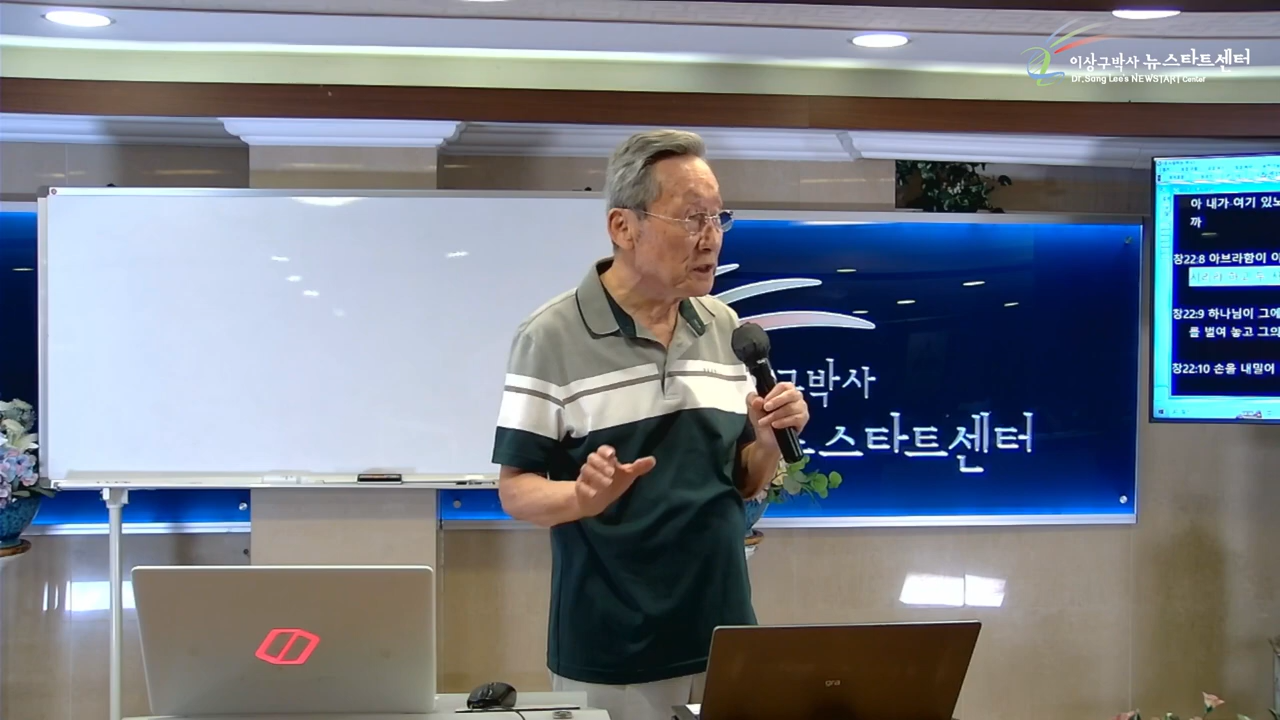 이상구박사 뉴스타트센터
Dr.Sang Lee's NEWSTART Center
아 내가 여기 있노
까
창22:8 아브라함이 이
창22:9 하나님이 그에
를 벌여 놓고 그의
창22:10 손을 내밀어
구박사
스타트센터
gram